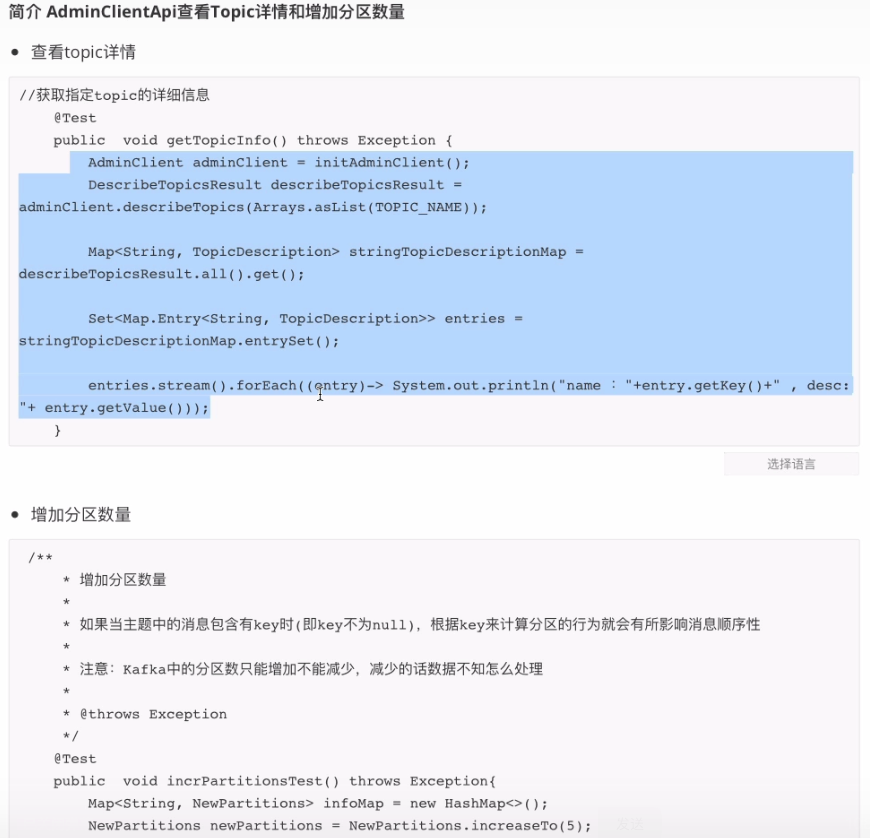 简介 AdminClientApi查看Topic详情和增加分区数量
● 查看topic详情
//获取指定topic的详细信息
    @Test
    public  void getTopicInfo() throws Exception {
        AdminClient adminClient = initAdminClient();
        DescribeTopicsResult describeTopicsResult =
adminClient.describeTopics(Arrays.asList(TOPIC_NAME));

        Map<String, TopicDescription> stringTopicDescriptionMap =
describeTopicsResult.all().get();

        Set<Map.Entry<String, TopicDescription>> entries =
stringTopicDescriptionMap.entrySet();

        entries.stream().forEach((entry)-> System.out.println("name ："+entry.getKey()+" , desc:
"+ entry.getValue()));
    }
选择语言
● 增加分区数量
 /**
     * 增加分区数量
     *
     * 如果当主题中的消息包含有key时(即key不为null)，根据key来计算分区的行为就会有所影响消息顺序性
     *
     * 注意：Kafka中的分区数只能增加不能减少，减少的话数据不知怎么处理
     *
     * @throws Exception
     */
    @Test
    public  void incrPartitionsTest() throws Exception{
        Map<String, NewPartitions> infoMap = new HashMap<>();
        NewPartitions newPartitions = NewPartitions.increaseTo(5);